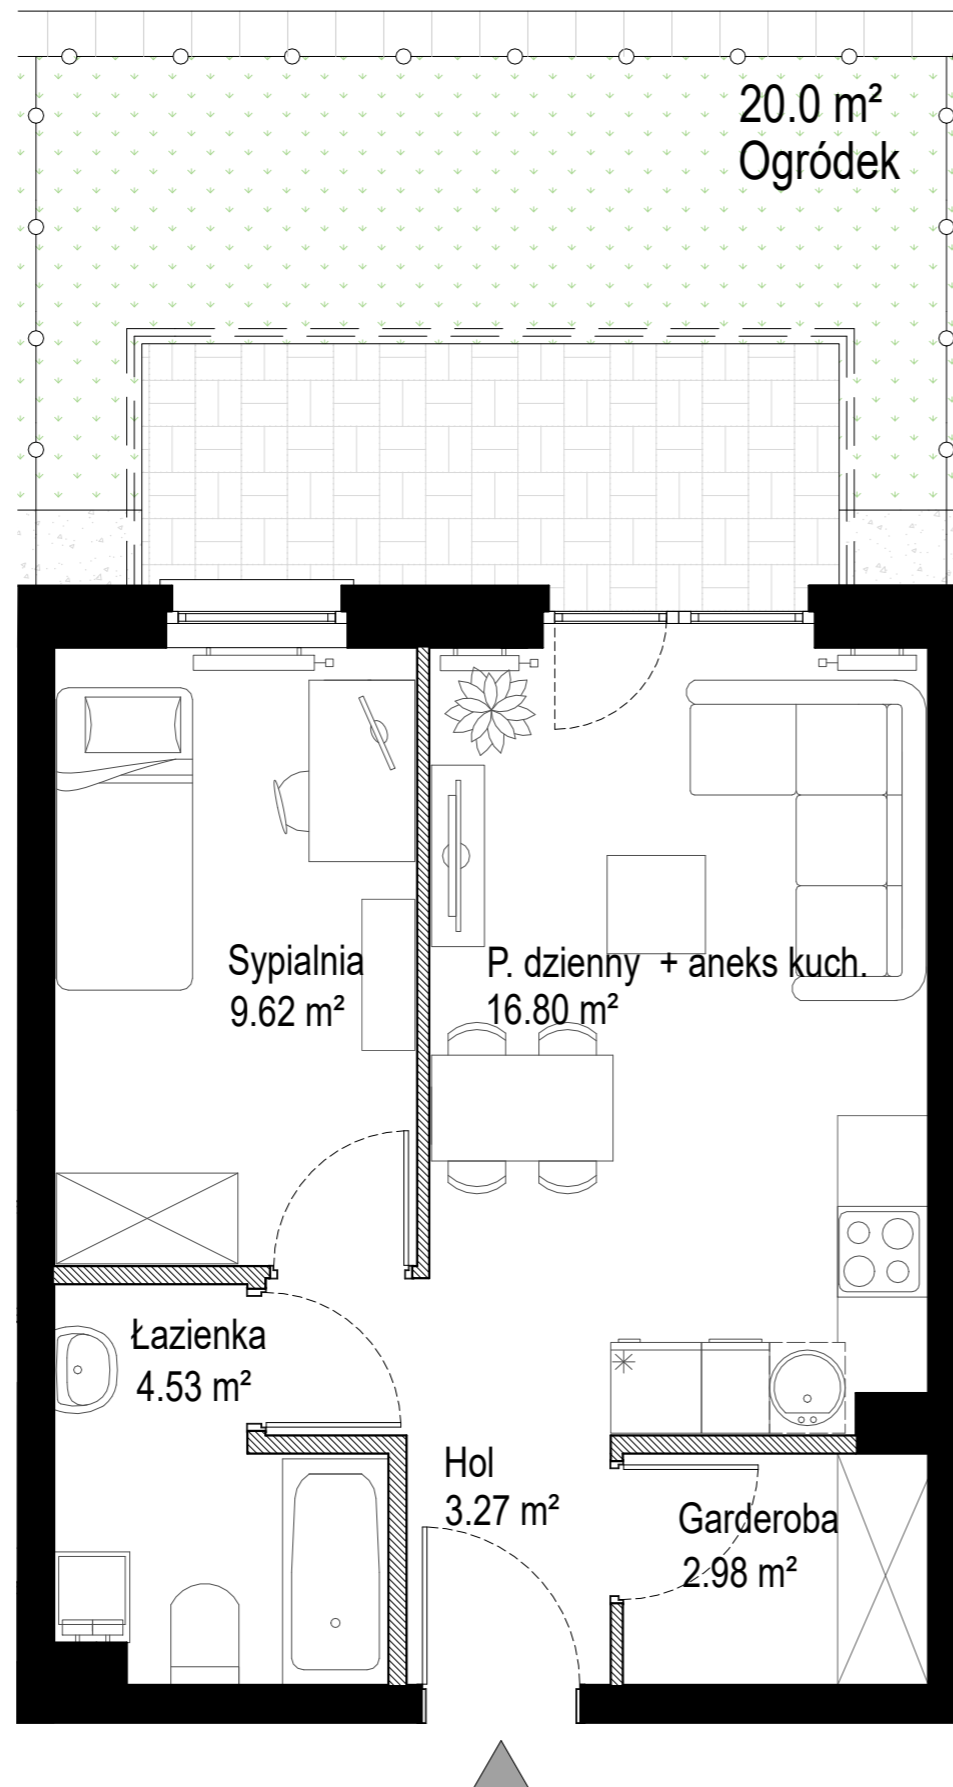 20.0 m²
Ogródek
Sypialnia
9.62 m²
P. dzienny + aneks kuch.
16.80 m²
Łazienka
4.53 m²
Hol
3.27 m²
Garderoba
2.98 m²